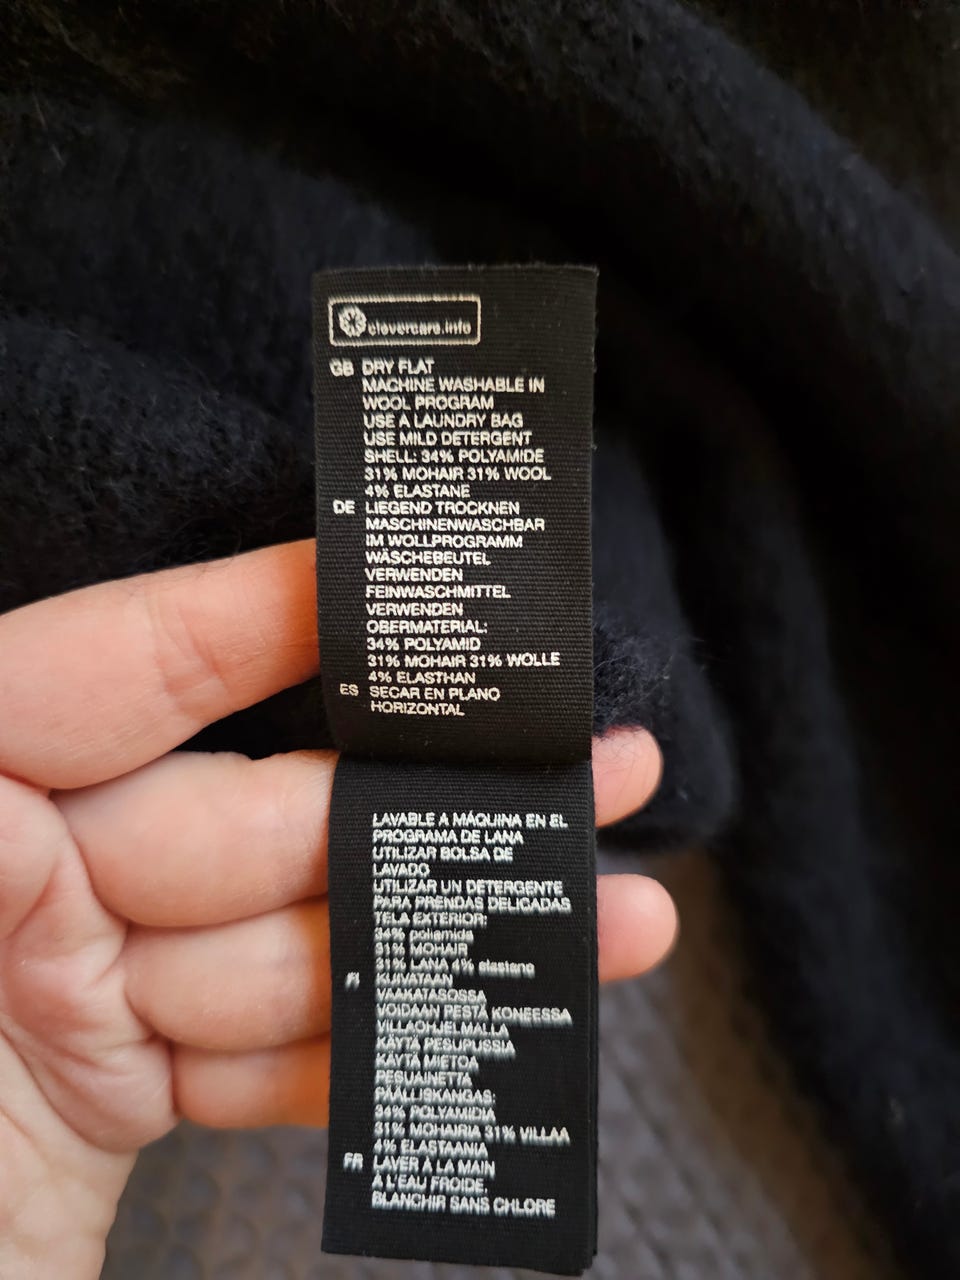 clevercare.info
GB DRY FLAT
MACHINE WASHABLE IN
WOOL PROGRAM
USE A LAUNDRY BAG
USE MILD DETERGENT
SHELL: 34% POLYAMIDE
31% MOHAIR 31% WOOL
4% ELASTANE
DE LIEGEND TROCKNEN
MASCHINENWASCHBAR
IM WOLLPROGRAMM
WÄSCHEBEUTEL
VERWENDEN
FEINWASCHMITTEL
VERWENDEN
OBERMATERIAL:
34% POLYAMID
31% MOHAIR 31% WOLLE
4% ELASTHAN
ES SECAR EN PLANO
HORIZONTAL
LAVABLE A MÁQUINA EN EL
PROGRAMA DE LANA
UTILIZAR BOLSA DE
LAVADO
UTILIZAR UN DETERGENTE
PARA PRENDAS DELICADAS
TELA EXTERIOR:
34% poliamida
31% MOHAIR
31% LANA 4% elastano
FI KUIVATAAN
VAAKATASOSSA
VOIDAAN PESTÄ KONEESSA
VILLAOHJELMALLA
KÄYTÄ PESUPUSSIA
KÄYTÄ MIETOA
PESUAINETTA
PÄÄLLISKANGAS:
34% POLYAMIDIA
31% MOHAIRIA 31% VILLAA
4% ELASTAANIA
FR LAVER À LA MAIN
À L'EAU FROIDE,
BLANCHIR SANS CHLORE